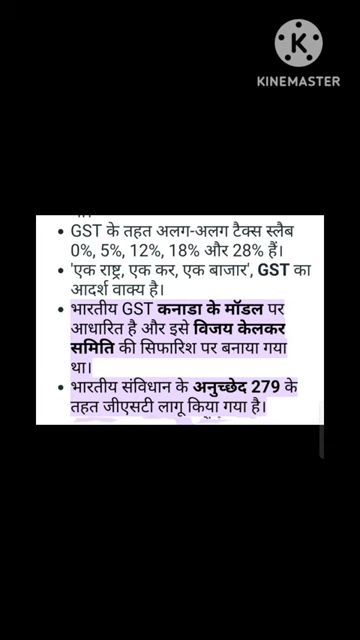 K
KINEMASTER
• GST के तहत अलग-अलग टैक्स स्लैब
0%, 5%, 12%, 18% और 28% हैं।
• 'एक राष्ट्र, एक कर, एक बाजार', GST का
आदर्श वाक्य है।
• भारतीय GST कनाडा के मॉडल पर
आधारित है और इसे विजय केलकर
समिति की सिफारिश पर बनाया गया
था।
• भारतीय संविधान के अनुच्छेद 279 के
तहत जीएसटी लागू किया गया है।